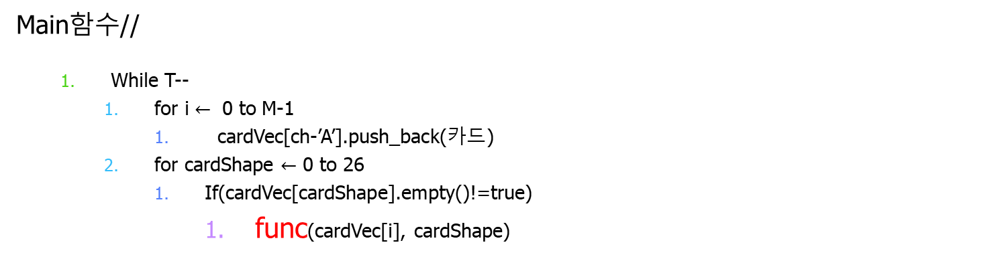 Main함수//
1. While T--
1. for i ← 0 to M-1
1. cardVec[ch-’A’].push_back(카드)
2. for cardShape ← 0 to 26
1. If(cardVec[cardShape].empty()!=true)
1. func(cardVec[i], cardShape)